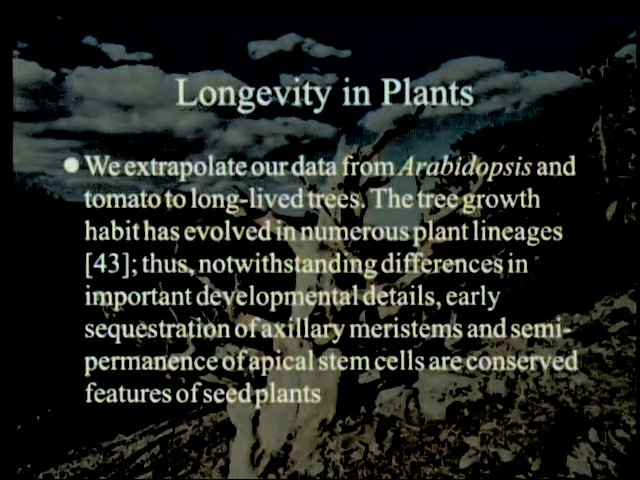 Longevity in Plants
● We extrapolate our data from Arabidopsis and
tomato to long-lived trees. The tree growth
habit has evolved in numerous plant lineages
[43]; thus, notwithstanding differences in
important developmental details, early
sequestration of axillary meristems and semi-
permanence of apical stem cells are conserved
features of seed plants